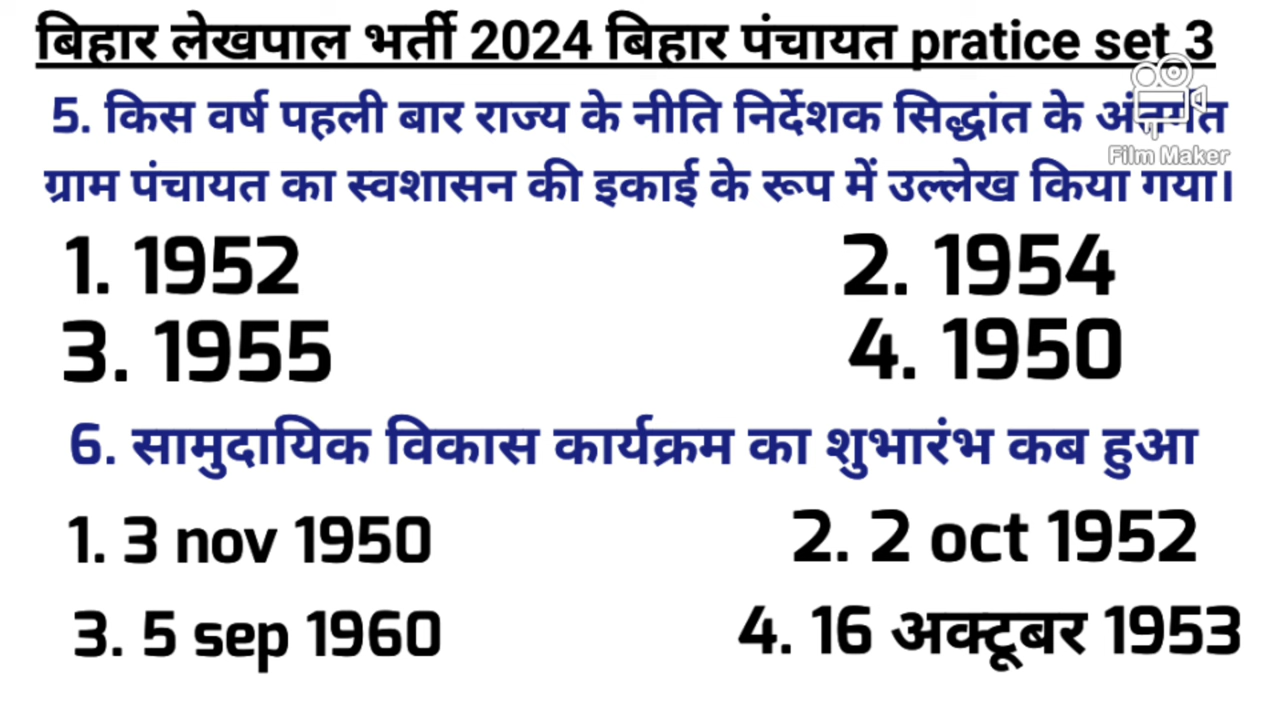 बिहार लेखपाल भर्ती 2024 बिहार पंचायत pratice set 3
5. किस वर्ष पहली बार राज्य के नीति निर्देशक सिद्धांत के अंतर्गत
Film Maker
ग्राम पंचायत का स्वशासन की इकाई के रूप में उल्लेख किया गया।
1. 1952 2. 1954
3. 1955 4. 1950
6. सामुदायिक विकास कार्यक्रम का शुभारंभ कब हुआ
1. 3 nov 1950 2. 2 oct 1952
3. 5 sep 1960 4. 16 अक्टूबर 1953